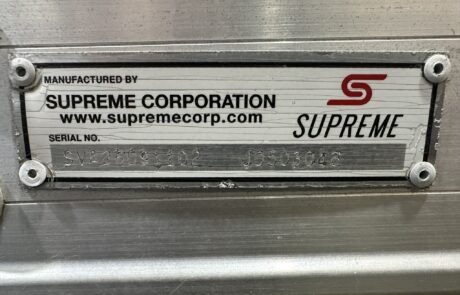 MANUFACTURED BY
SUPREME CORPORATION
www.supremecorp.com
SUPREME
SERIAL NO.